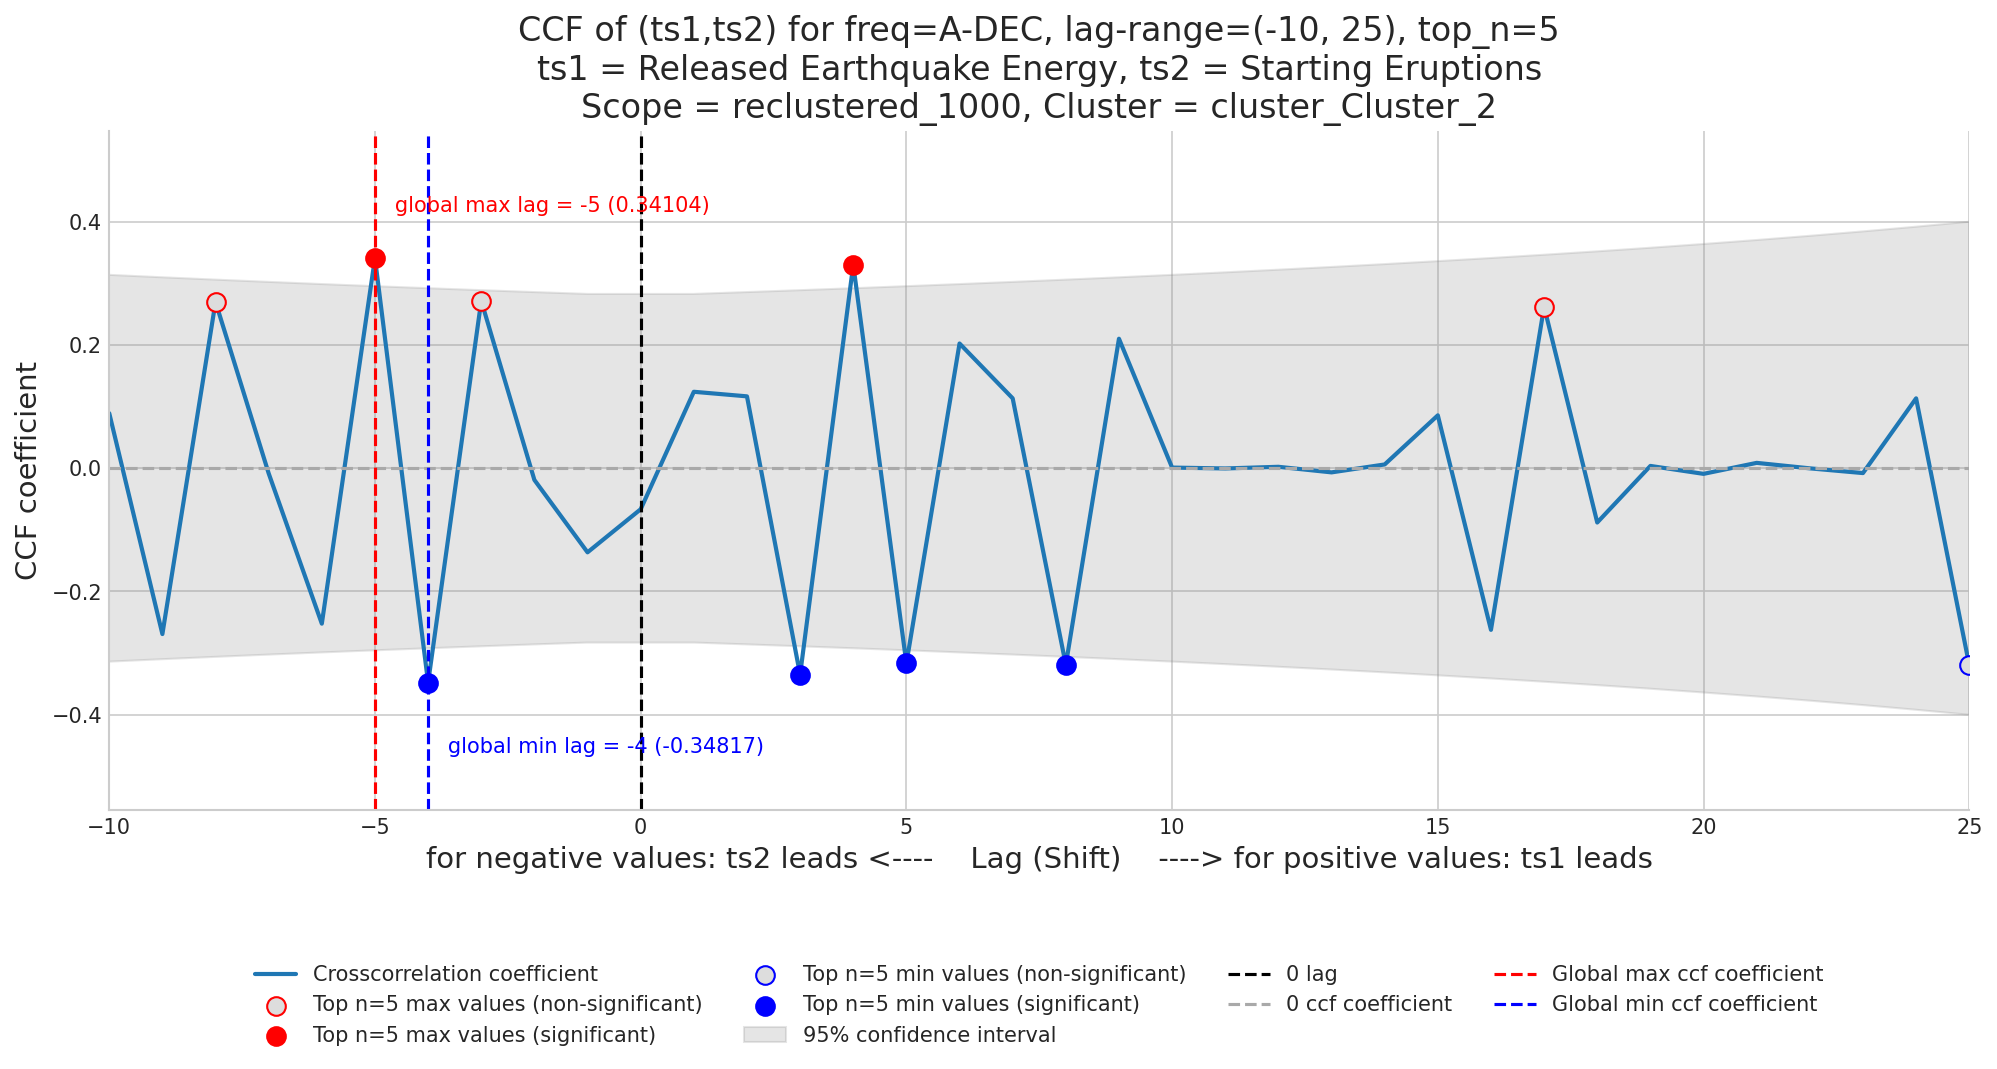 CCF of (ts1,ts2) for freq=A-DEC, lag-range=(-10, 25), top_n=5
ts1 = Released Earthquake Energy, ts2 = Starting Eruptions
Scope = reclustered_1000, Cluster = cluster_Cluster_2
global max lag = -5 (0.34104)
global min lag = -4 (-0.34817)
CCF coefficient
0.4
0.2
0.0
−0.2
−0.4
−10 −5 0 5 10 15 20 25
for negative values: ts2 leads <---- Lag (Shift) ----> for positive values: ts1 leads
Crosscorrelation coefficient
Top n=5 max values (non-significant)
Top n=5 max values (significant)
Top n=5 min values (non-significant)
Top n=5 min values (significant)
95% confidence interval
0 lag
0 ccf coefficient
Global max ccf coefficient
Global min ccf coefficient